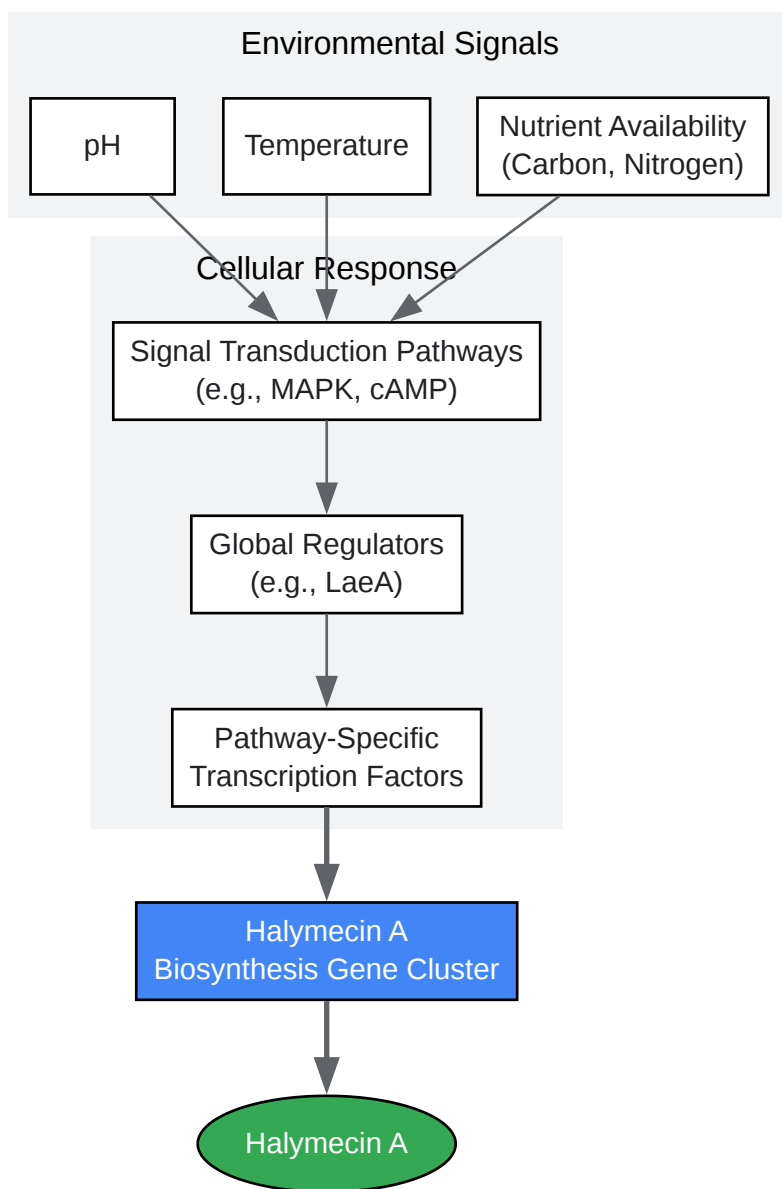 Environmental Signals
pH
Temperature
Nutrient Availability
(Carbon, Nitrogen)
Cellular Response
Signal Transduction Pathways
(e.g., MAPK, cAMP)
Global Regulators
(e.g., LaeA)
Pathway-Specific
Transcription Factors
Halymecin A
Biosynthesis Gene Cluster
Halymecin A